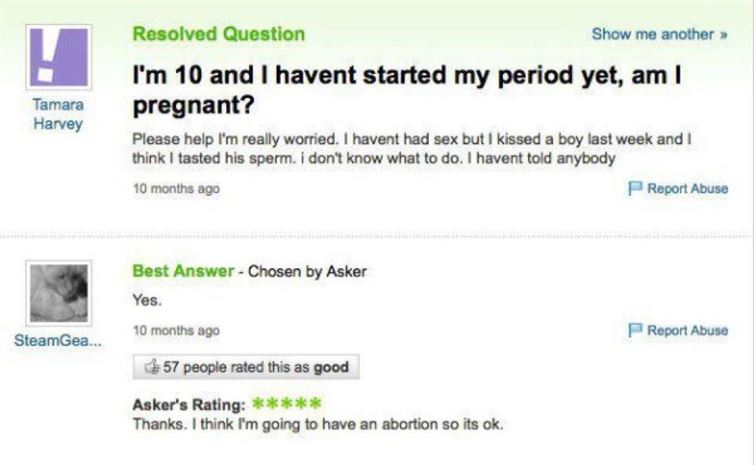 Resolved Question
Show me another »
I'm 10 and I havent started my period yet, am I
pregnant?
Tamara
Harvey
Please help I'm really worried. I havent had sex but I kissed a boy last week and I
think I tasted his sperm. i don't know what to do. I havent told anybody
10 months ago
Report Abuse
Best Answer - Chosen by Asker
Yes.
SteamGea...
10 months ago
Report Abuse
57 people rated this as good
Asker's Rating: *****
Thanks. I think I'm going to have an abortion so its ok.